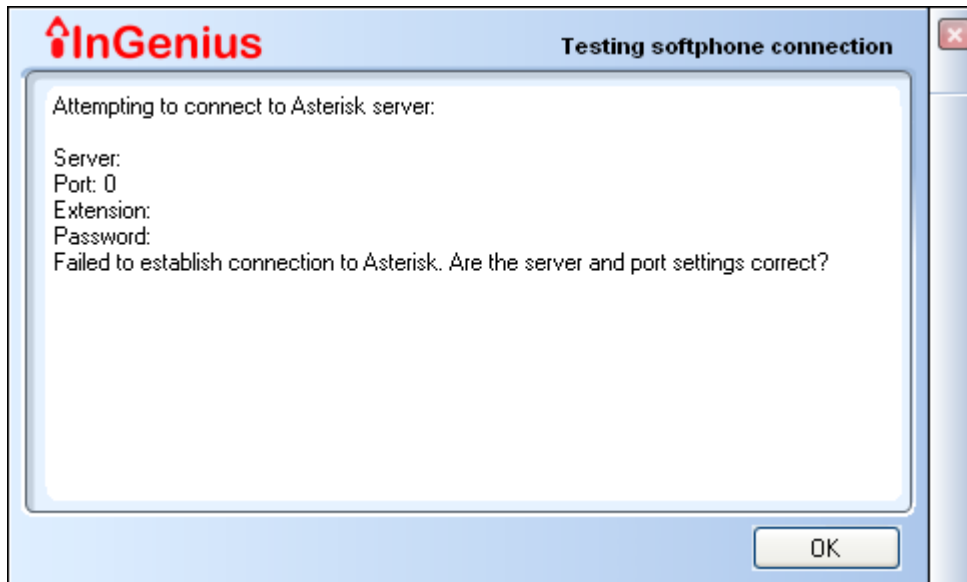 InGenius
Testing softphone connection
Attempting to connect to Asterisk server:
Server:
Port: 0
Extension:
Password:
Failed to establish connection to Asterisk. Are the server and port settings correct?
OK